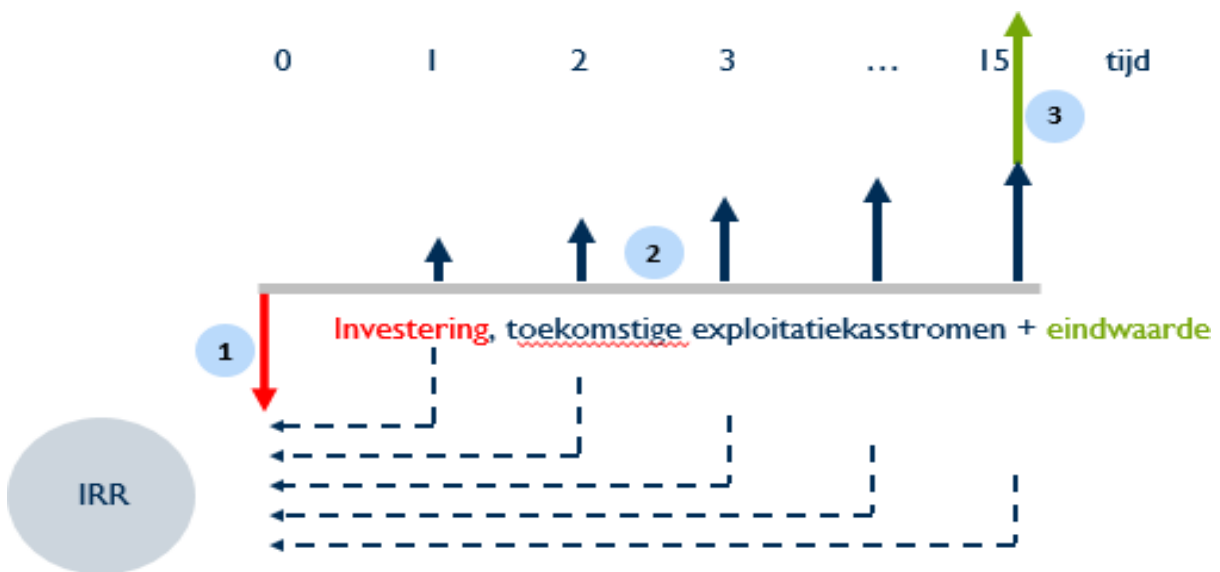 0 1 2 3 ... 15 tijd
3
2
Investering, toekomstige exploitatiekasstromen + eindwaarde
1
IRR